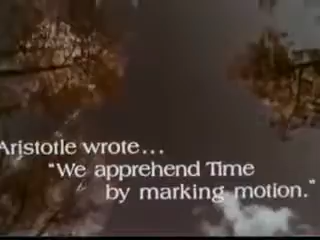 Aristotle wrote...
"We apprehend Time
by marking motion."